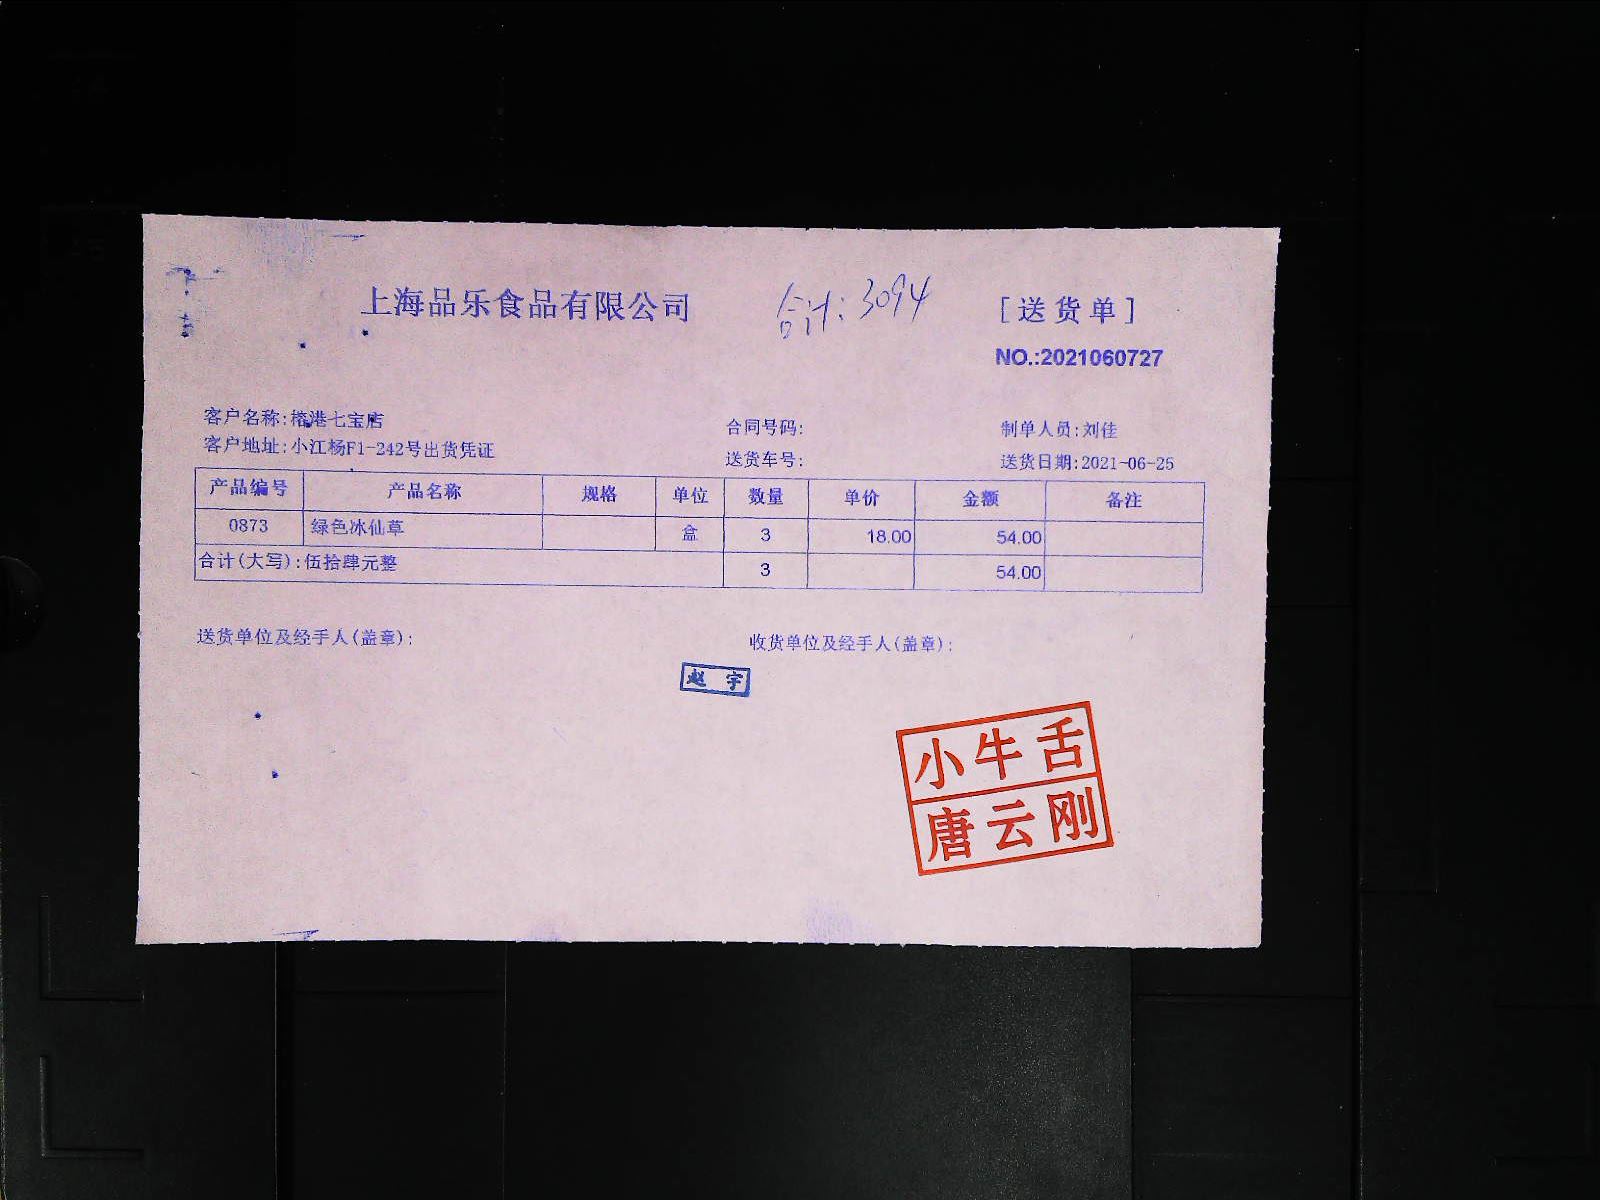 上海品乐食品有限公司
合计:3094
[送货单]
NO.:2021060727
客户名称:榕港七宝店
合同号码:
制单人员:刘佳
客户地址:小江杨F1-242号出货凭证
送货车号:
送货日期:2021-06-25
产品编号 产品名称 规格 单位 数量 单价 金额 备注
0873 绿色冰仙草 盒 3 18.00 54.00
合计(大写):伍拾肆元整 3 54.00
送货单位及经手人(盖章):
收货单位及经手人(盖章):
赵宇
小牛舌
唐云刚